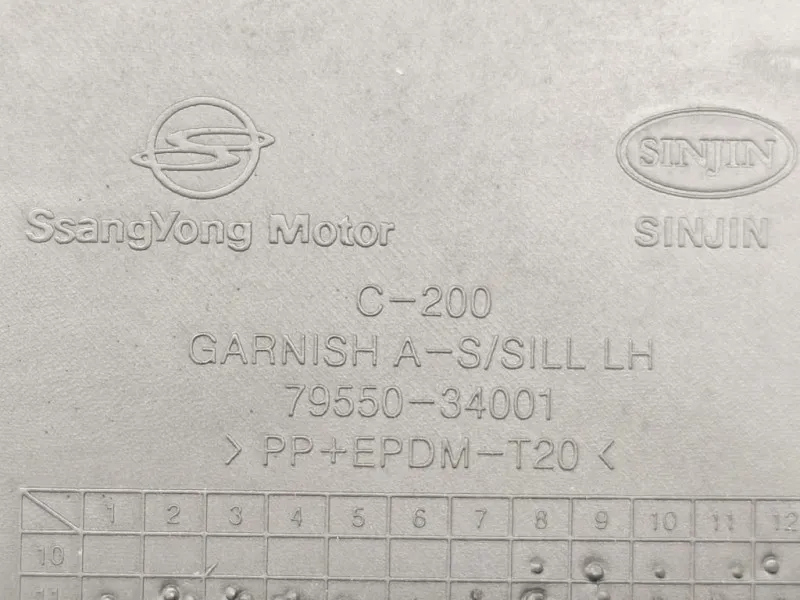 SINJIN
SsangYong Motor
SINJIN
C-200
GARNISH A-S/SILL LH
79550-34001
> PP+EPDM-T20 <
1 2 3 4 5 6 7 8 9 10 11 12
10
11